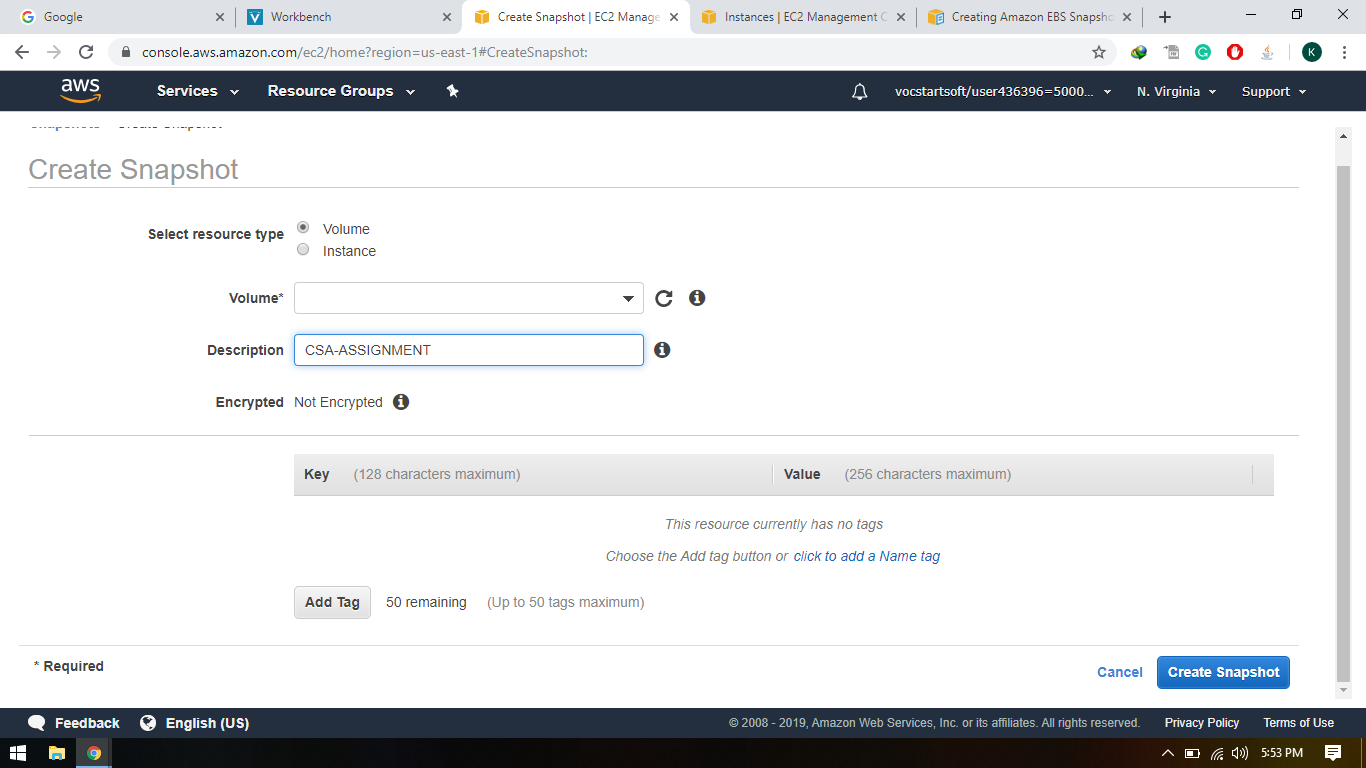 Google
Workbench
Create Snapshot | EC2 Manage
Instances | EC2 Management C
Creating Amazon EBS Snapsho
console.aws.amazon.com/ec2/home?region=us-east-1#CreateSnapshot:
K
aws
Services
Resource Groups
vocstartsoft/user436396=5000...
N. Virginia
Support
Snapshots Create Snapshot
Create Snapshot
Select resource type
Volume
Instance
Volume*
Description
CSA-ASSIGNMENT
Encrypted
Not Encrypted
Key (128 characters maximum)
Value (256 characters maximum)
This resource currently has no tags
Choose the Add tag button or click to add a Name tag
Add Tag
50 remaining
(Up to 50 tags maximum)
* Required
Cancel
Create Snapshot
Feedback
English (US)
© 2008 - 2019, Amazon Web Services, Inc. or its affiliates. All rights reserved.
Privacy Policy
Terms of Use
5:53 PM